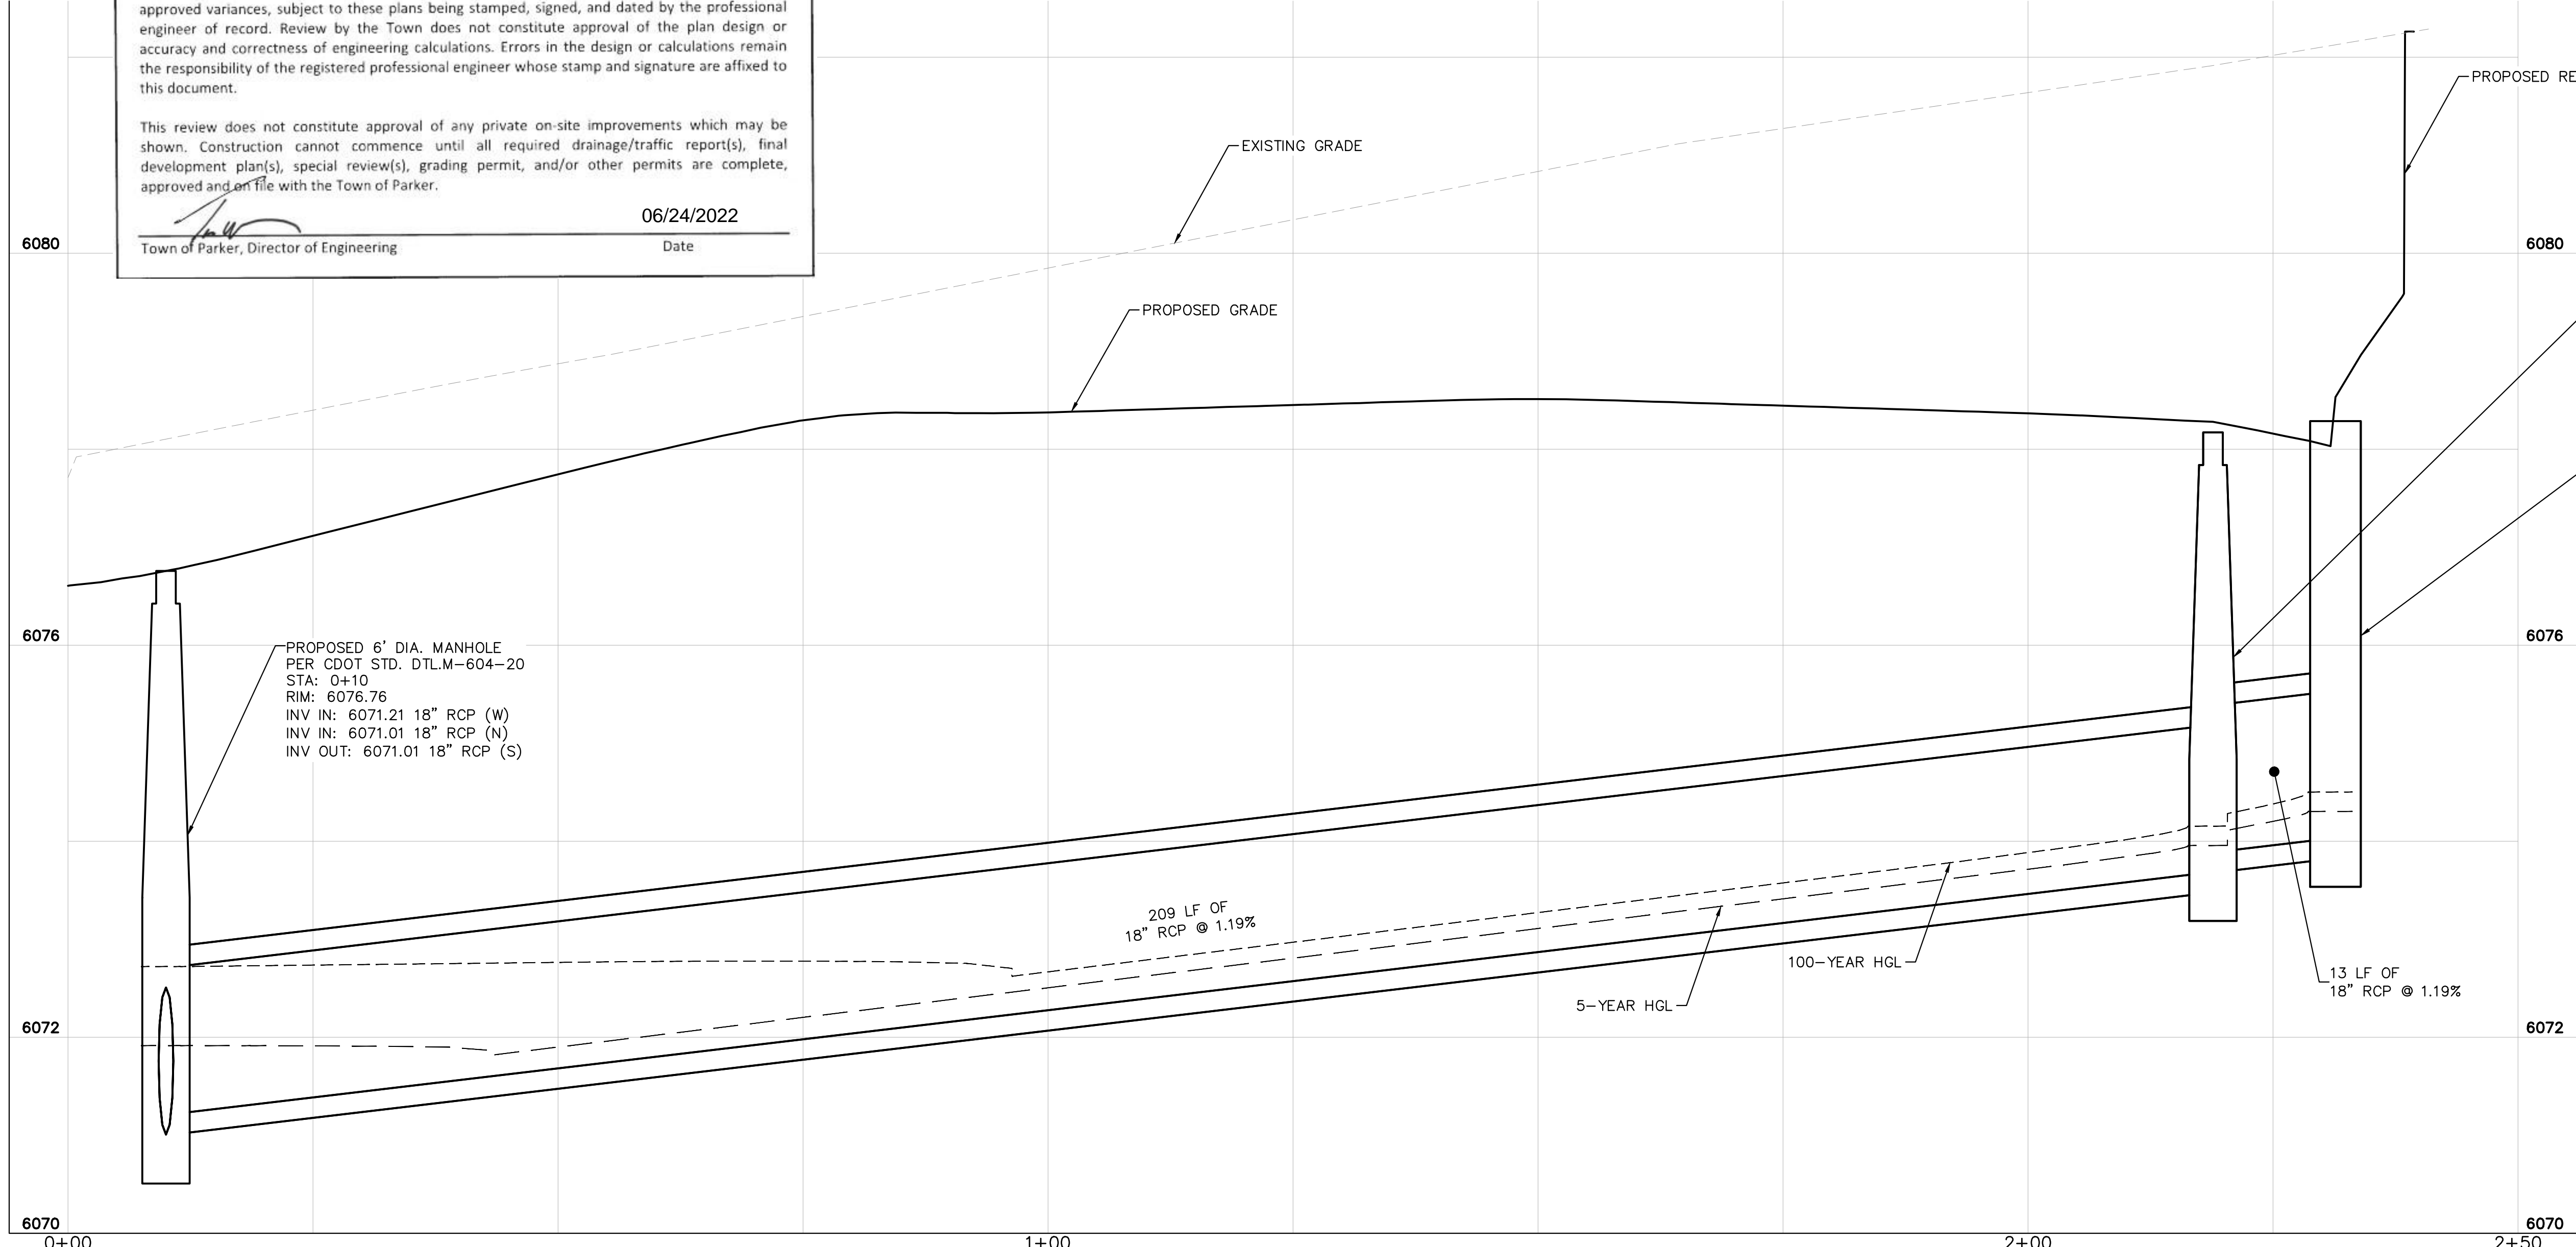 approved variances, subject to these plans being stamped, signed, and dated by the professional
engineer of record. Review by the Town does not constitute approval of the plan design or
accuracy and correctness of engineering calculations. Errors in the design or calculations remain
the responsibility of the registered professional engineer whose stamp and signature are affixed to
this document.
This review does not constitute approval of any private on-site improvements which may be
shown. Construction cannot commence until all required drainage/traffic report(s), final
development plan(s), special review(s), grading permit, and/or other permits are complete,
approved and on file with the Town of Parker.
06/24/2022
Town of Parker, Director of Engineering
Date
PROPOSED RE
EXISTING GRADE
6080
6080
PROPOSED GRADE
6076
6076
PROPOSED 6' DIA. MANHOLE
PER CDOT STD. DTL.M-604-20
STA: 0+10
RIM: 6076.76
INV IN: 6071.21 18" RCP (W)
INV IN: 6071.01 18" RCP (N)
INV OUT: 6071.01 18" RCP (S)
209 LF OF
18" RCP @ 1.19%
100-YEAR HGL
5-YEAR HGL
13 LF OF
18" RCP @ 1.19%
6072
6072
6070
6070
0+00
1+00
2+00
2+50